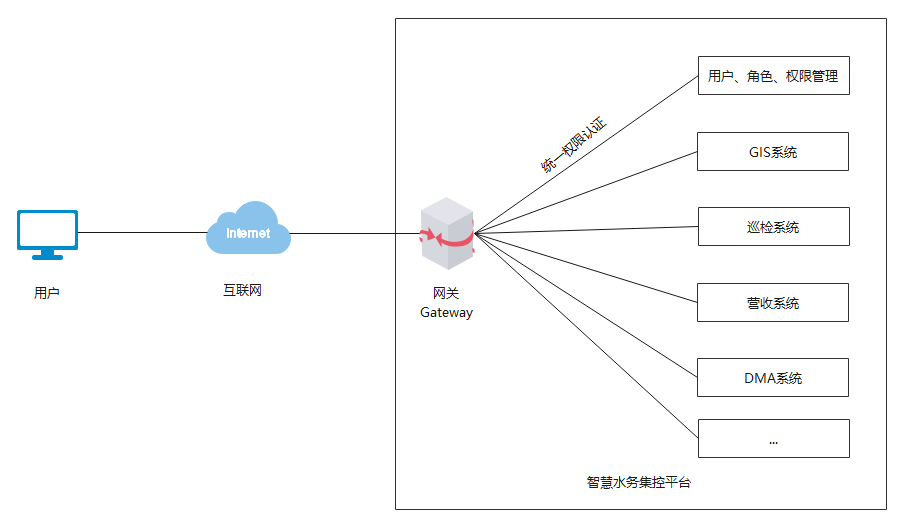 用户、角色、权限管理
统一权限认证
GIS系统
巡检系统
Internet
用户
互联网
网关
Gateway
营收系统
DMA系统
...
智慧水务集控平台